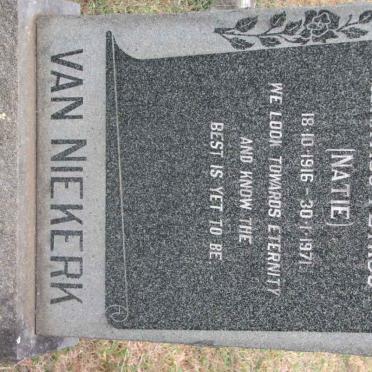 (NATIE)
18·10·1916 - 30·1·1971
WE LOOK TOWARDS ETERNITY
AND KNOW THE
BEST IS YET TO BE
VAN NIEKERK